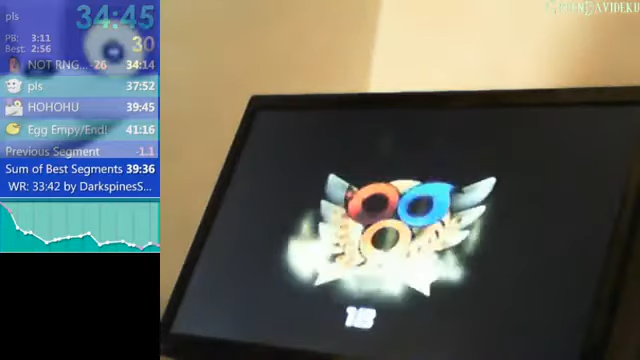 pls
34:45
PB: 3:11
Best: 2:56
30
NOT RNG... -26 34:14
pls 37:52
HOHOHU 39:45
Egg Empy/End! 41:16
Previous Segment -1.1
Sum of Best Segments 39:36
WR: 33:42 by DarkspinesS...